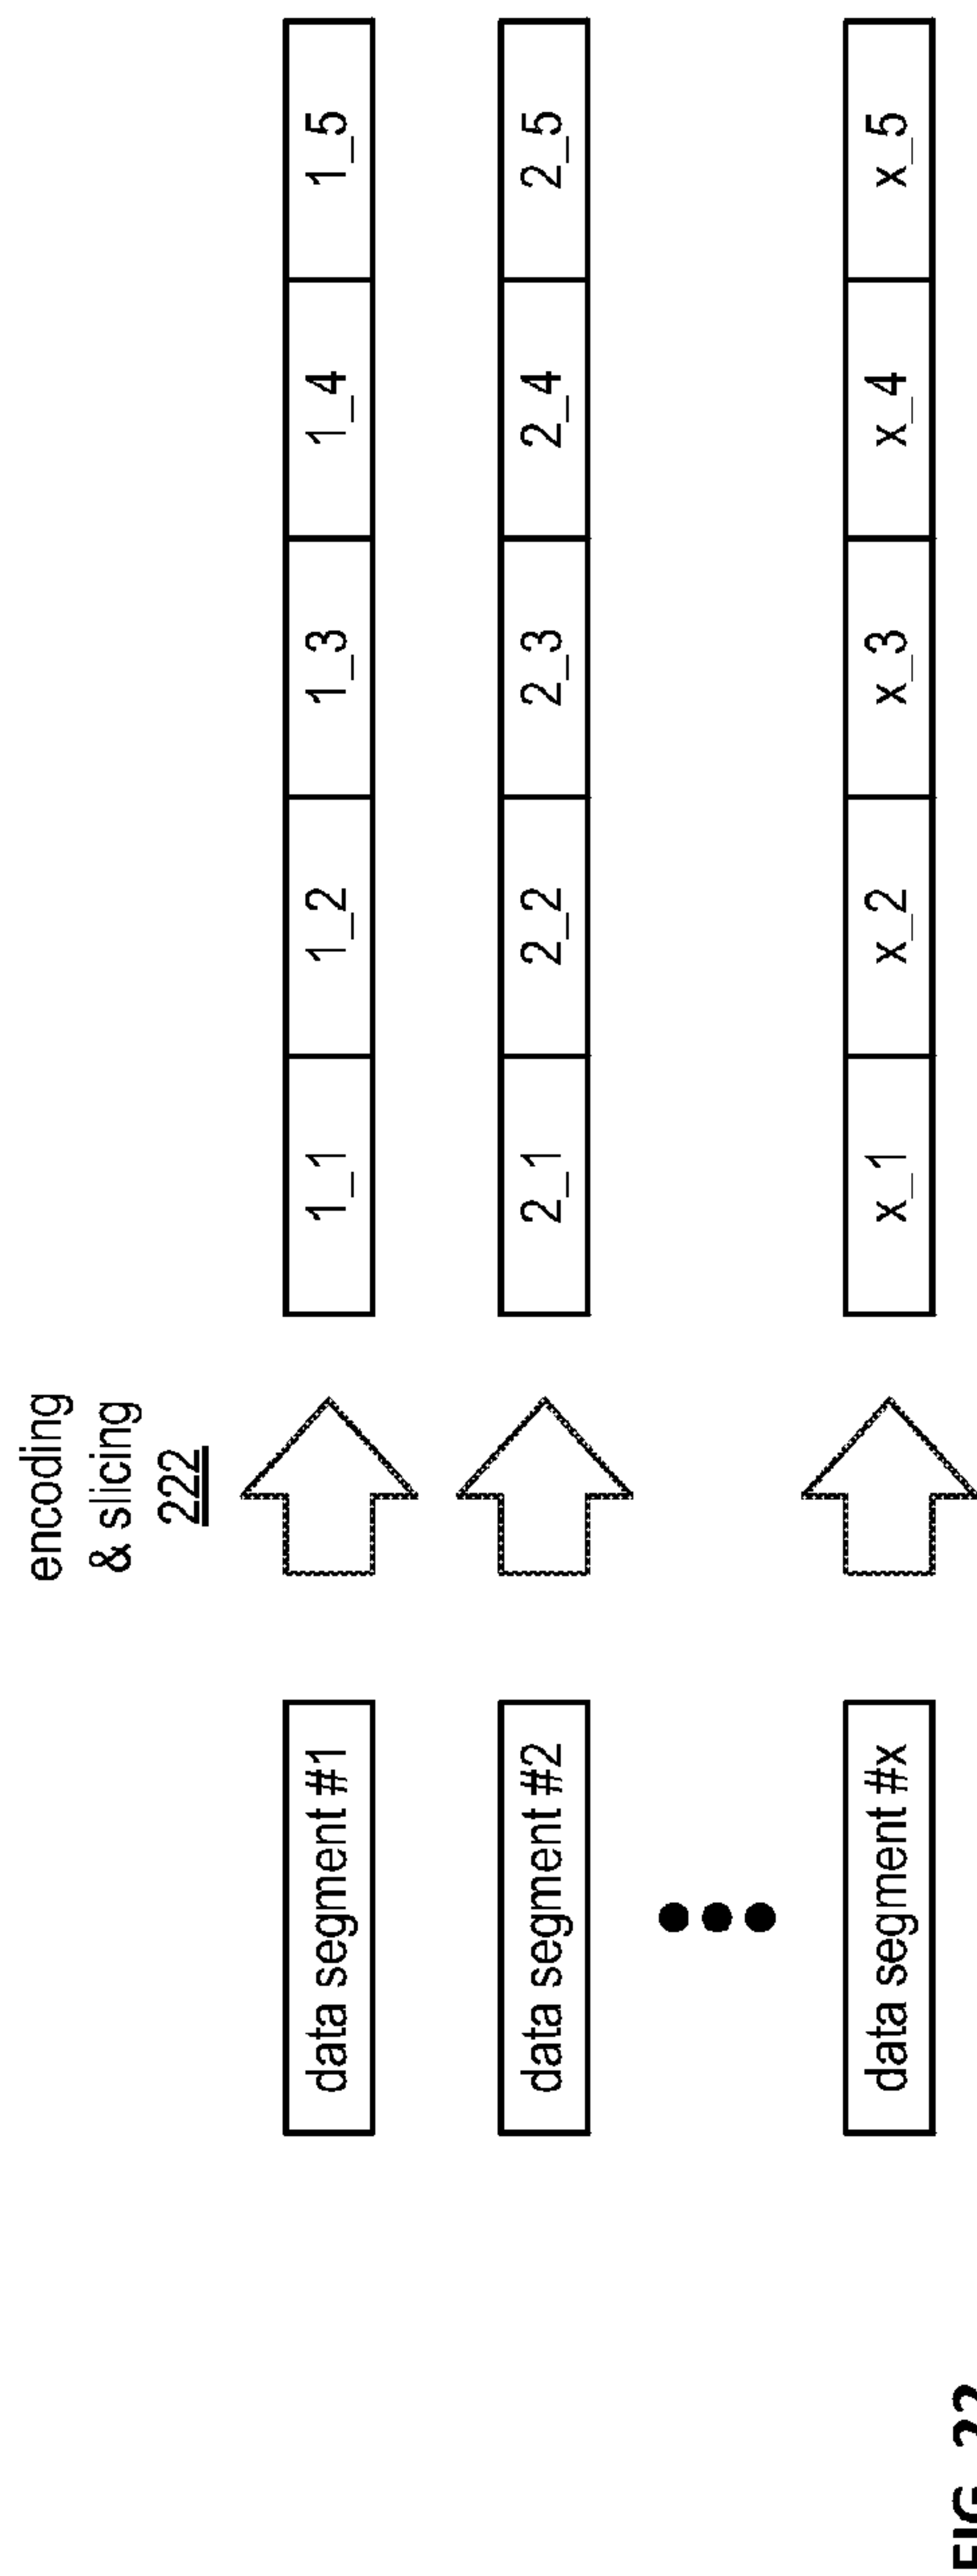 encoding
& slicing
222
data segment #1 1_1 1_2 1_3 1_4 1_5
data segment #2 2_1 2_2 2_3 2_4 2_5
data segment #x x_1 x_2 x_3 x_4 x_5
FIG